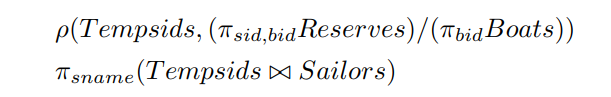 ρ(Tempsids, (π_{sid,bid}Reserves)/(π_{bid}Boats))
π_{sname}(Tempsids ⋈ Sailors)